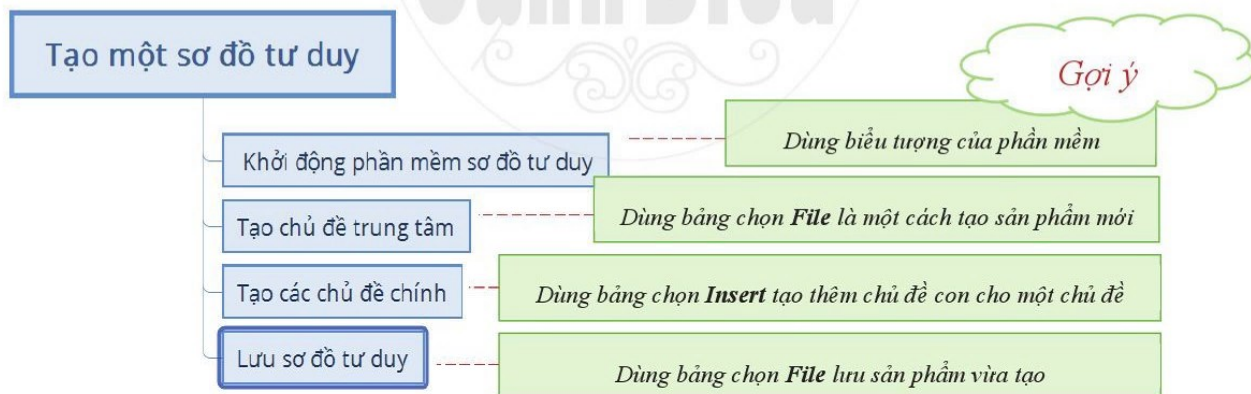 Cánh Diều
Tạo một sơ đồ tư duy
Gợi ý
Khởi động phần mềm sơ đồ tư duy
Dùng biểu tượng của phần mềm
Tạo chủ đề trung tâm
Dùng bảng chọn File là một cách tạo sản phẩm mới
Tạo các chủ đề chính
Dùng bảng chọn Insert tạo thêm chủ đề con cho một chủ đề
Lưu sơ đồ tư duy
Dùng bảng chọn File lưu sản phẩm vừa tạo